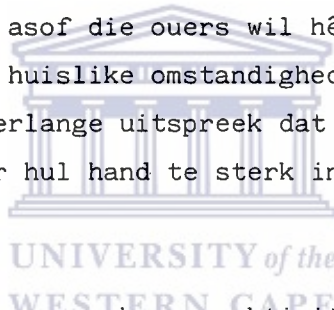 asof die ouers wil hê
huislike omstandighed
erlange uitspreek dat
r hul hand te sterk in
UNIVERSITY of the
WESTERN CAPE